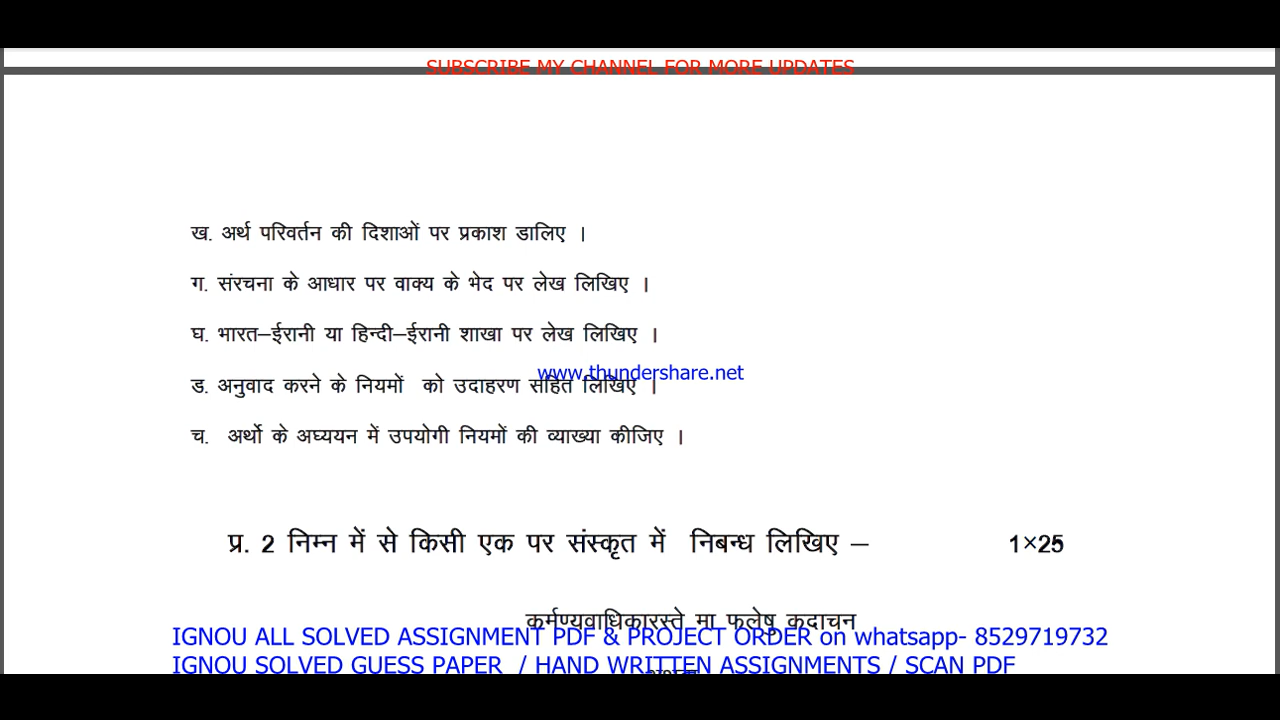 SUBSCRIBE MY CHANNEL FOR MORE UPDATES
ख. अर्थ परिवर्तन की दिशाओं पर प्रकाश डालिए ।
ग. संरचना के आधार पर वाक्य के भेद पर लेख लिखिए ।
घ. भारत–ईरानी या हिन्दी–ईरानी शाखा पर लेख लिखिए ।
www.thundershare.net
ड. अनुवाद करने के नियमों को उदाहरण सहित लिखिए ।
च. अर्थो के अघ्ययन में उपयोगी नियमों की व्याख्या कीजिए ।
प्र. 2 निम्न में से किसी एक पर संस्कृत में निबन्ध लिखिए – 1×25
कर्मण्यवाधिकारस्ते मा फलेषु कदाचन
IGNOU ALL SOLVED ASSIGNMENT PDF & PROJECT ORDER on whatsapp- 8529719732
IGNOU SOLVED GUESS PAPER / HAND WRITTEN ASSIGNMENTS / SCAN PDF